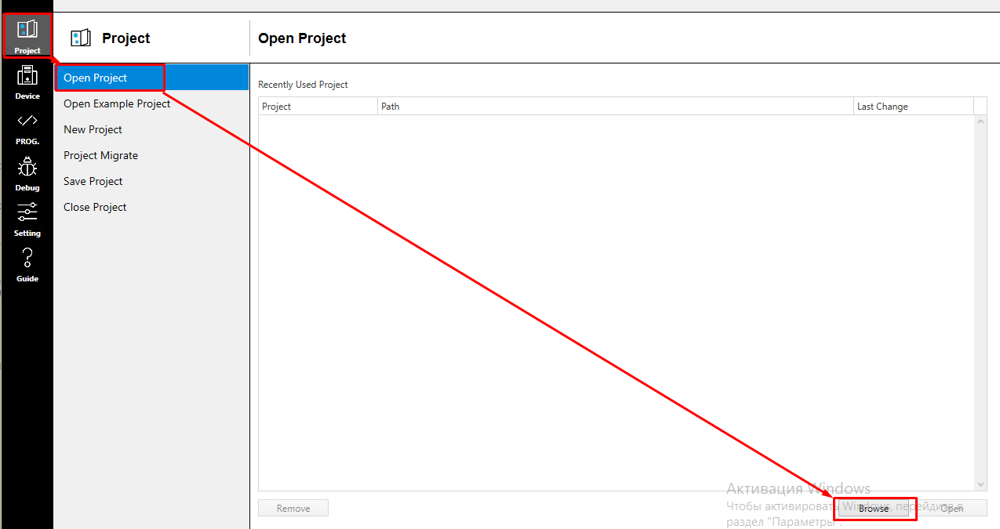 Project
Device
PROG.
Debug
Setting
Guide
Project
Open Project
Open Example Project
New Project
Project Migrate
Save Project
Close Project
Open Project
Recently Used Project
Project Path Last Change
Активация Windows
Чтобы активировать Windows, перейдите в
раздел "Параметры".
Remove Browse Open